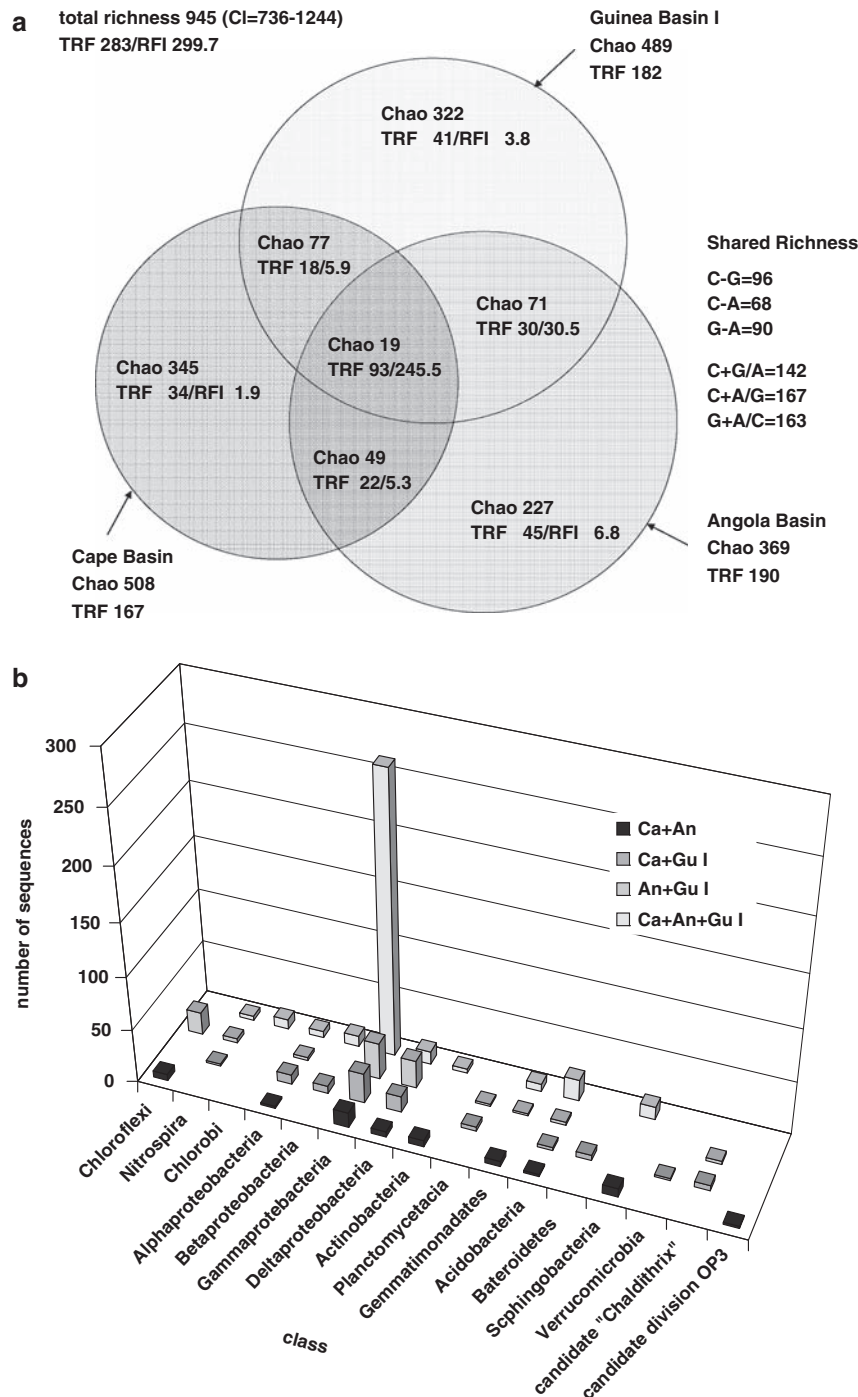 a
total richness 945 (CI=736-1244)
TRF 283/RFI 299.7
Guinea Basin I
Chao 489
TRF 182
Chao 322
TRF 41/RFI 3.8
Chao 77
TRF 18/5.9
Chao 71
TRF 30/30.5
Chao 19
TRF 93/245.5
Chao 345
TRF 34/RFI 1.9
Chao 49
TRF 22/5.3
Chao 227
TRF 45/RFI 6.8
Shared Richness
C-G=96
C-A=68
G-A=90
C+G/A=142
C+A/G=167
G+A/C=163
Cape Basin
Chao 508
TRF 167
Angola Basin
Chao 369
TRF 190
b
number of sequences
300
250
200
150
100
50
0
Ca+An
Ca+Gu I
An+Gu I
Ca+An+Gu I
Chloroflexi
Nitrospira
Chlorobi
Alphaproteobacteria
Betaproteobacteria
Gammaprotebacteria
Deltaproteobacteria
Actinobacteria
Planctomycetacia
Gemmatimonadates
Acidobacteria
Bateroidetes
Scphingobacteria
Verrucomicrobia
candidate "Chaldithrix"
candidate division OP3
class